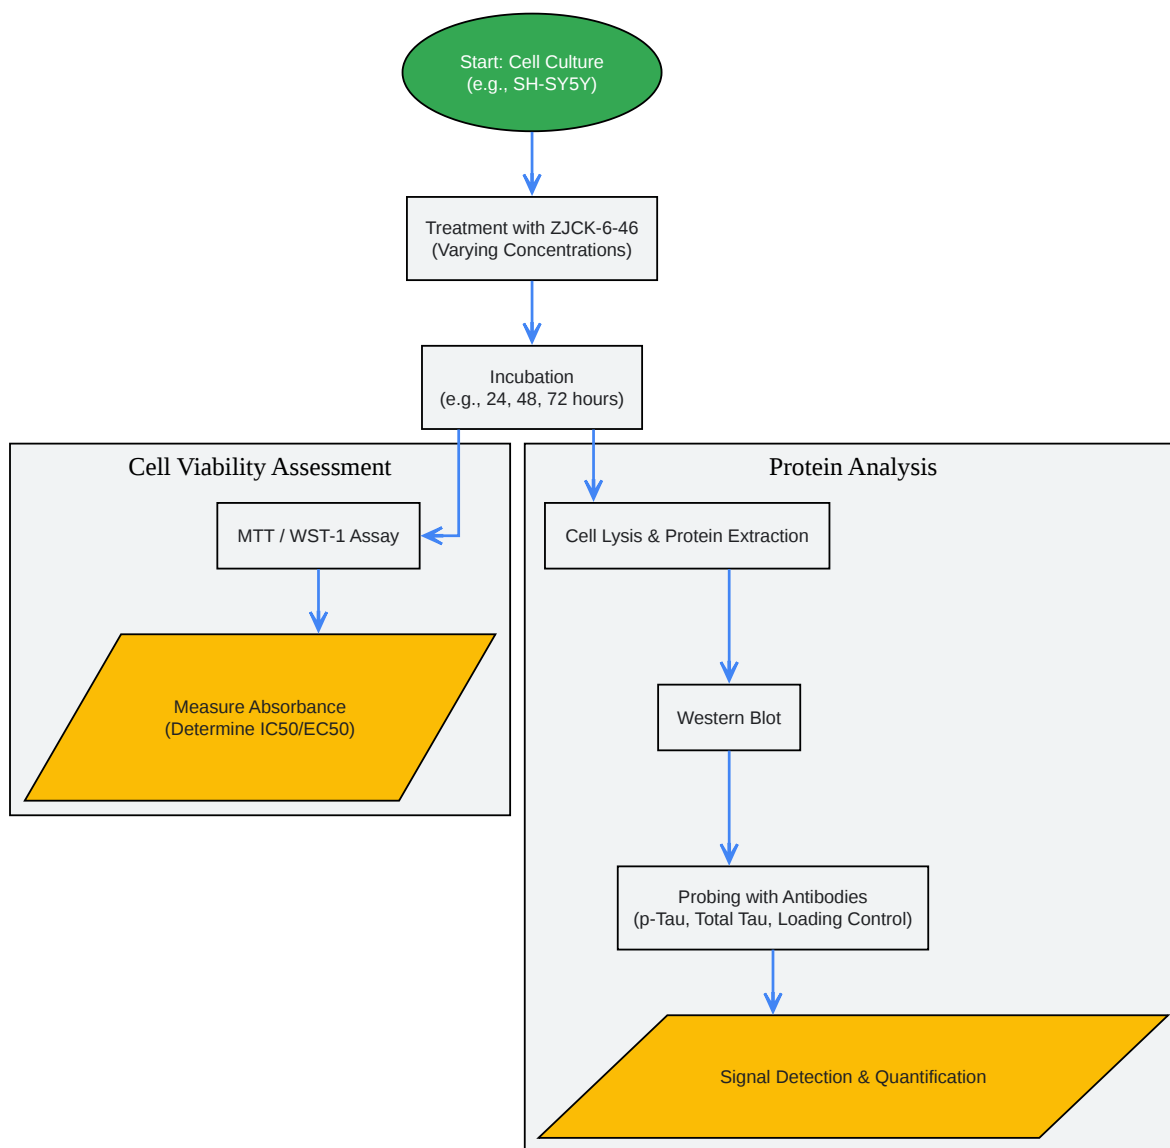 Start: Cell Culture
(e.g., SH-SY5Y)
Treatment with ZJCK-6-46
(Varying Concentrations)
Incubation
(e.g., 24, 48, 72 hours)
Cell Viability Assessment
MTT / WST-1 Assay
Measure Absorbance
(Determine IC50/EC50)
Protein Analysis
Cell Lysis & Protein Extraction
Western Blot
Probing with Antibodies
(p-Tau, Total Tau, Loading Control)
Signal Detection & Quantification